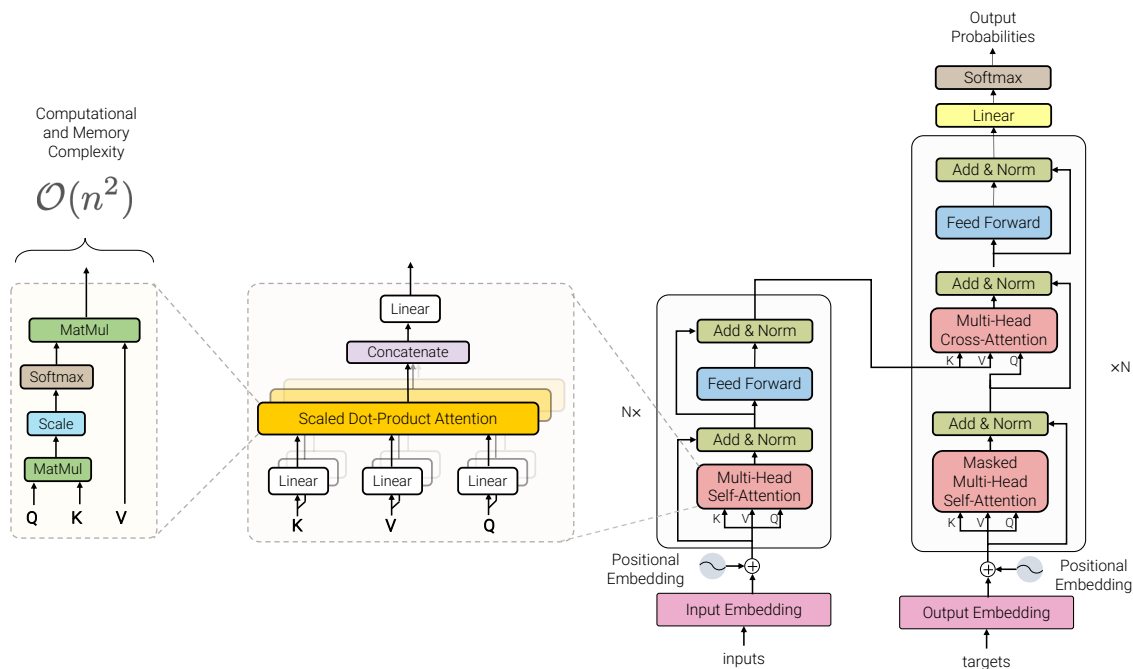 Computational
and Memory
Complexity
O(n²)
MatMul
Softmax
Scale
MatMul
Q K V
Linear
Concatenate
Scaled Dot-Product Attention
Linear Linear Linear
K V Q
N×
Add & Norm
Feed Forward
Add & Norm
Multi-Head
Self-Attention
K V Q
Positional
Embedding
Input Embedding
inputs
Output
Probabilities
Softmax
Linear
Add & Norm
Feed Forward
Add & Norm
Multi-Head
Cross-Attention
K V Q
×N
Add & Norm
Masked
Multi-Head
Self-Attention
K V Q
Positional
Embedding
Output Embedding
targets